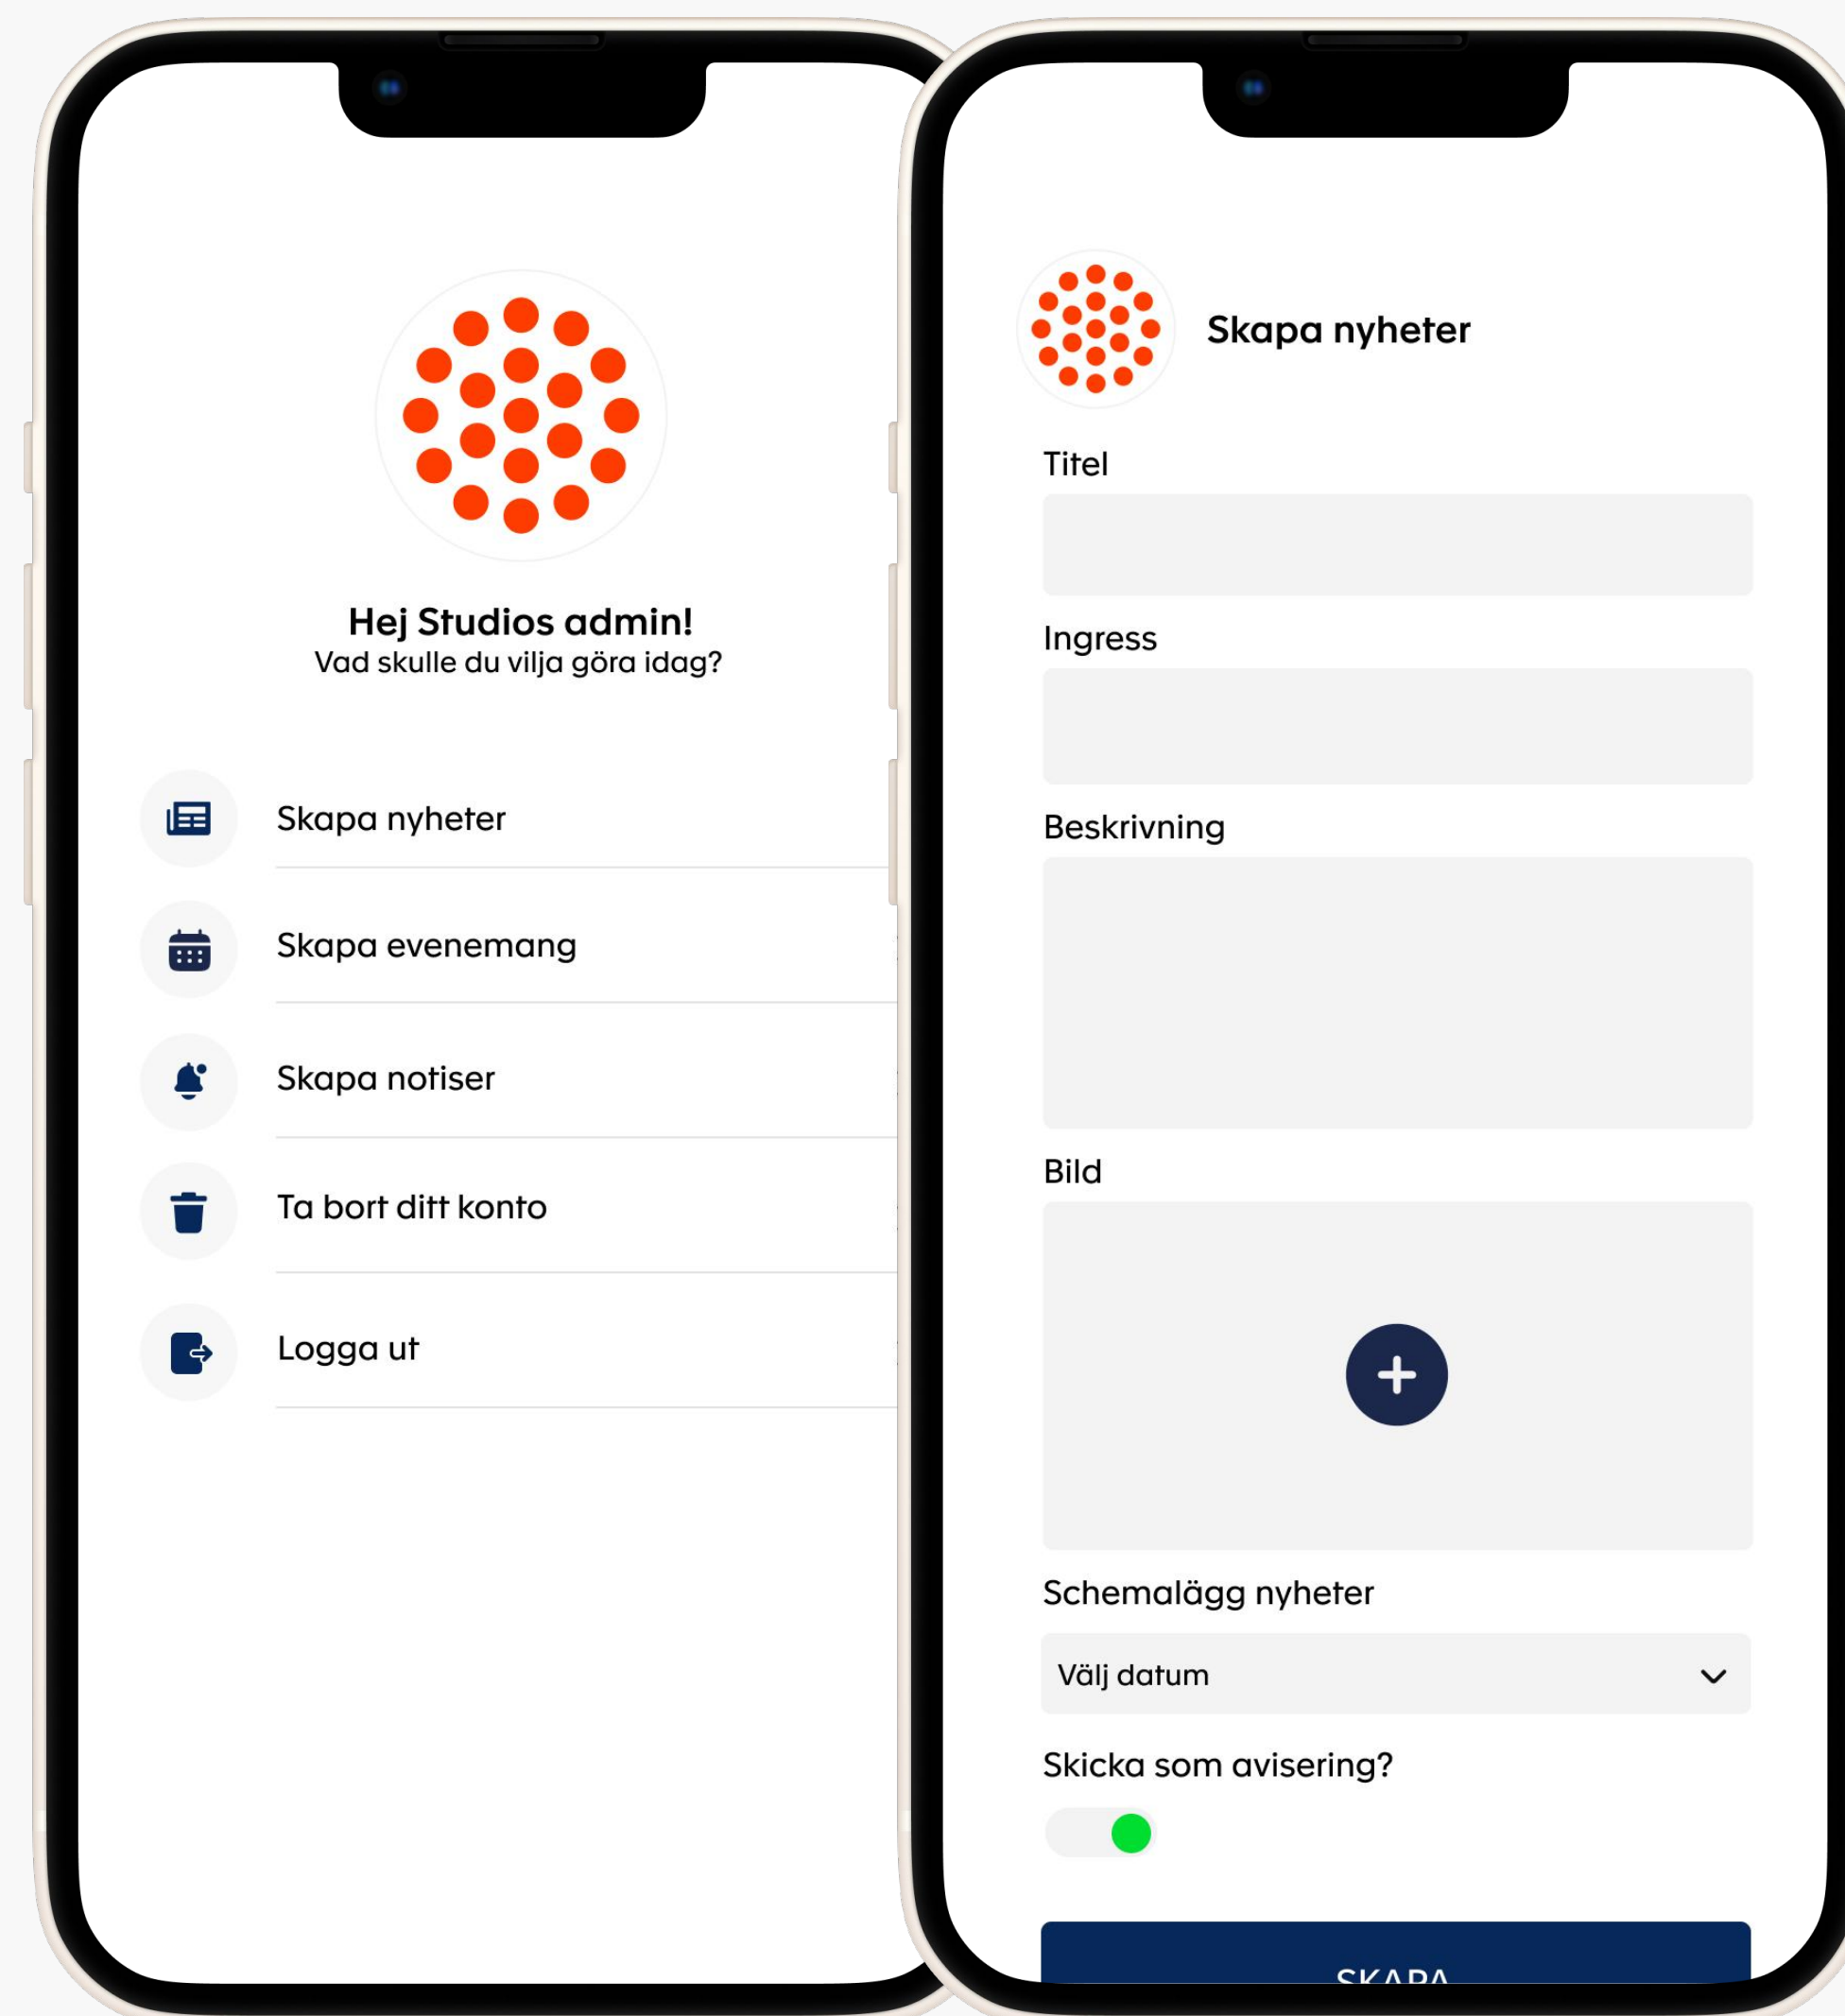 Hej Studios admin!
Vad skulle du vilja göra idag?
Skapa nyheter
Skapa evenemang
Skapa notiser
Ta bort ditt konto
Logga ut
Skapa nyheter
Titel
Ingress
Beskrivning
Bild
Schemalägg nyheter
Välj datum
Skicka som avisering?
SKAPA